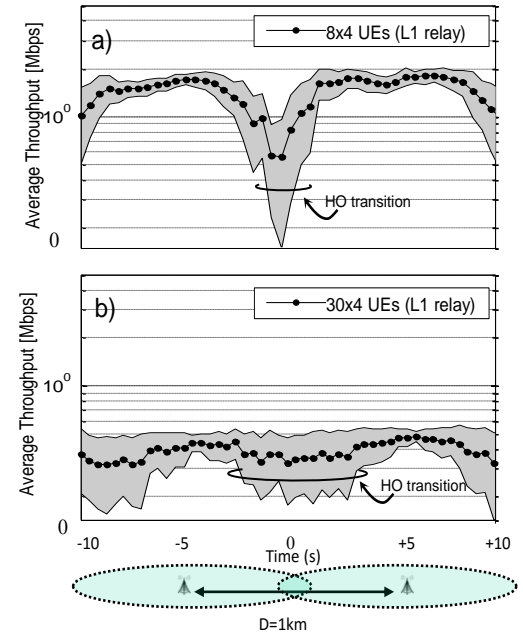 a)
8x4 UEs (L1 relay)
Average Throughput [Mbps]
10⁰
HO transition
0
b)
30x4 UEs (L1 relay)
Average Throughput [Mbps]
10⁰
HO transition
0
-10 -5 0 +5 +10
Time (s)
D=1km